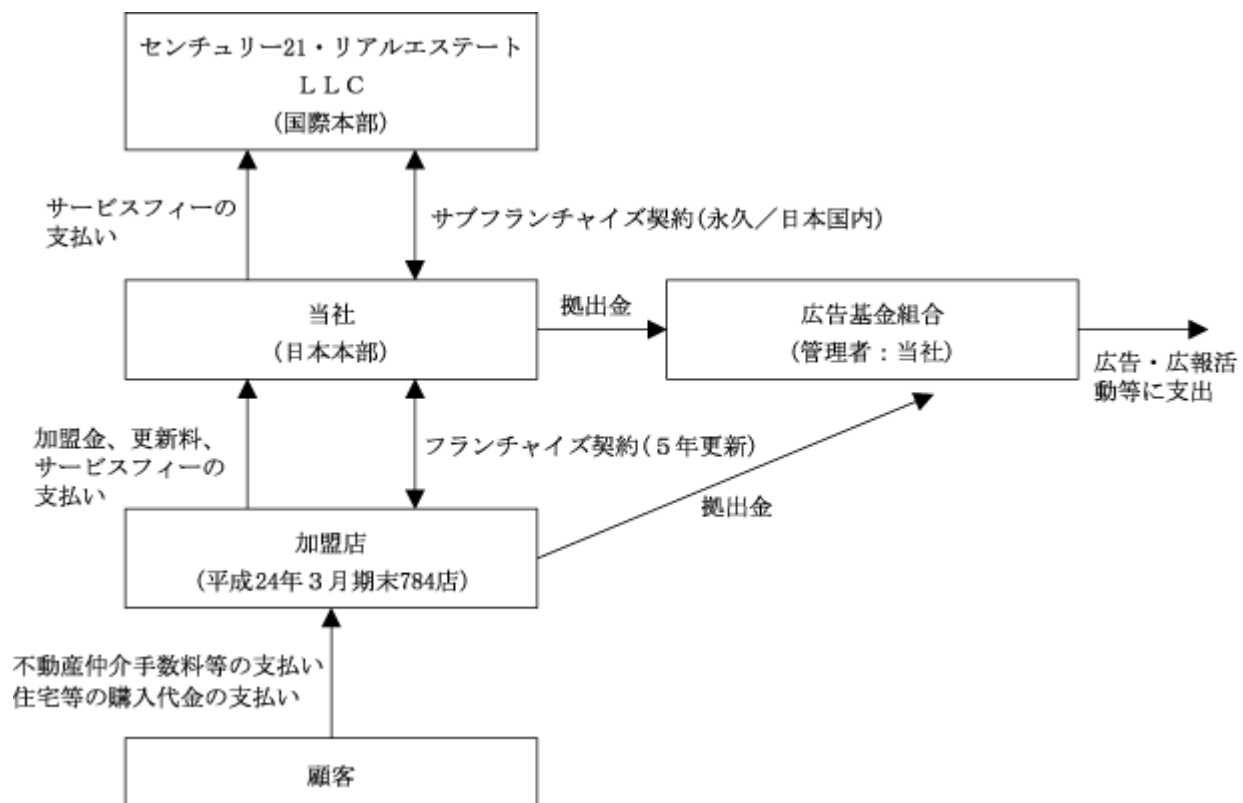 センチュリー21・リアルエステート
ＬＬＣ
(国際本部)
サービスフィーの
支払い
サブフランチャイズ契約(永久／日本国内)
当社
(日本本部)
拠出金
広告基金組合
(管理者：当社)
広告・広報活
動等に支出
加盟金、更新料、
サービスフィーの
支払い
フランチャイズ契約(５年更新)
拠出金
加盟店
(平成24年３月期末784店)
不動産仲介手数料等の支払い
住宅等の購入代金の支払い
顧客